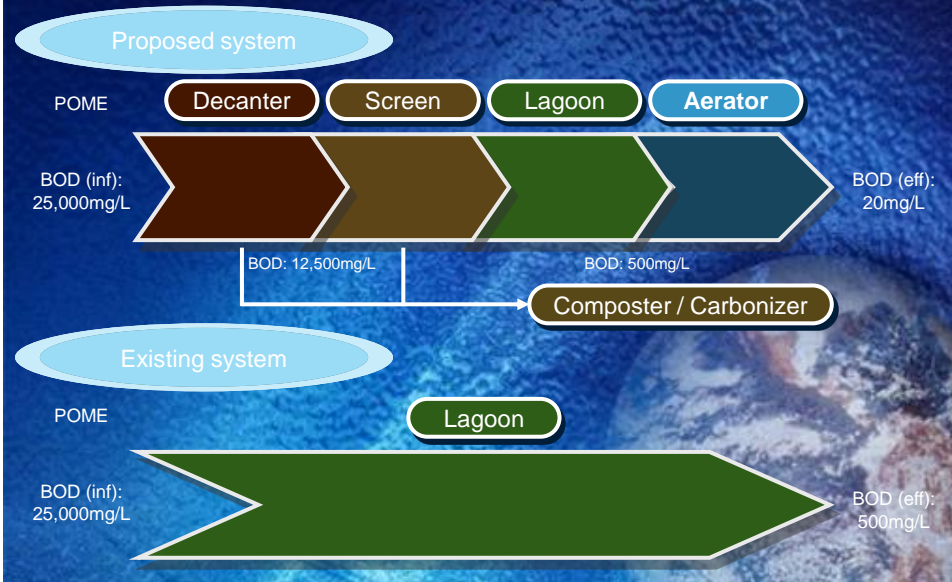 Proposed system
POME
Decanter
Screen
Lagoon
Aerator
BOD (inf):
25,000mg/L
BOD (eff):
20mg/L
BOD: 12,500mg/L
BOD: 500mg/L
Composter / Carbonizer
Existing system
POME
Lagoon
BOD (inf):
25,000mg/L
BOD (eff):
500mg/L